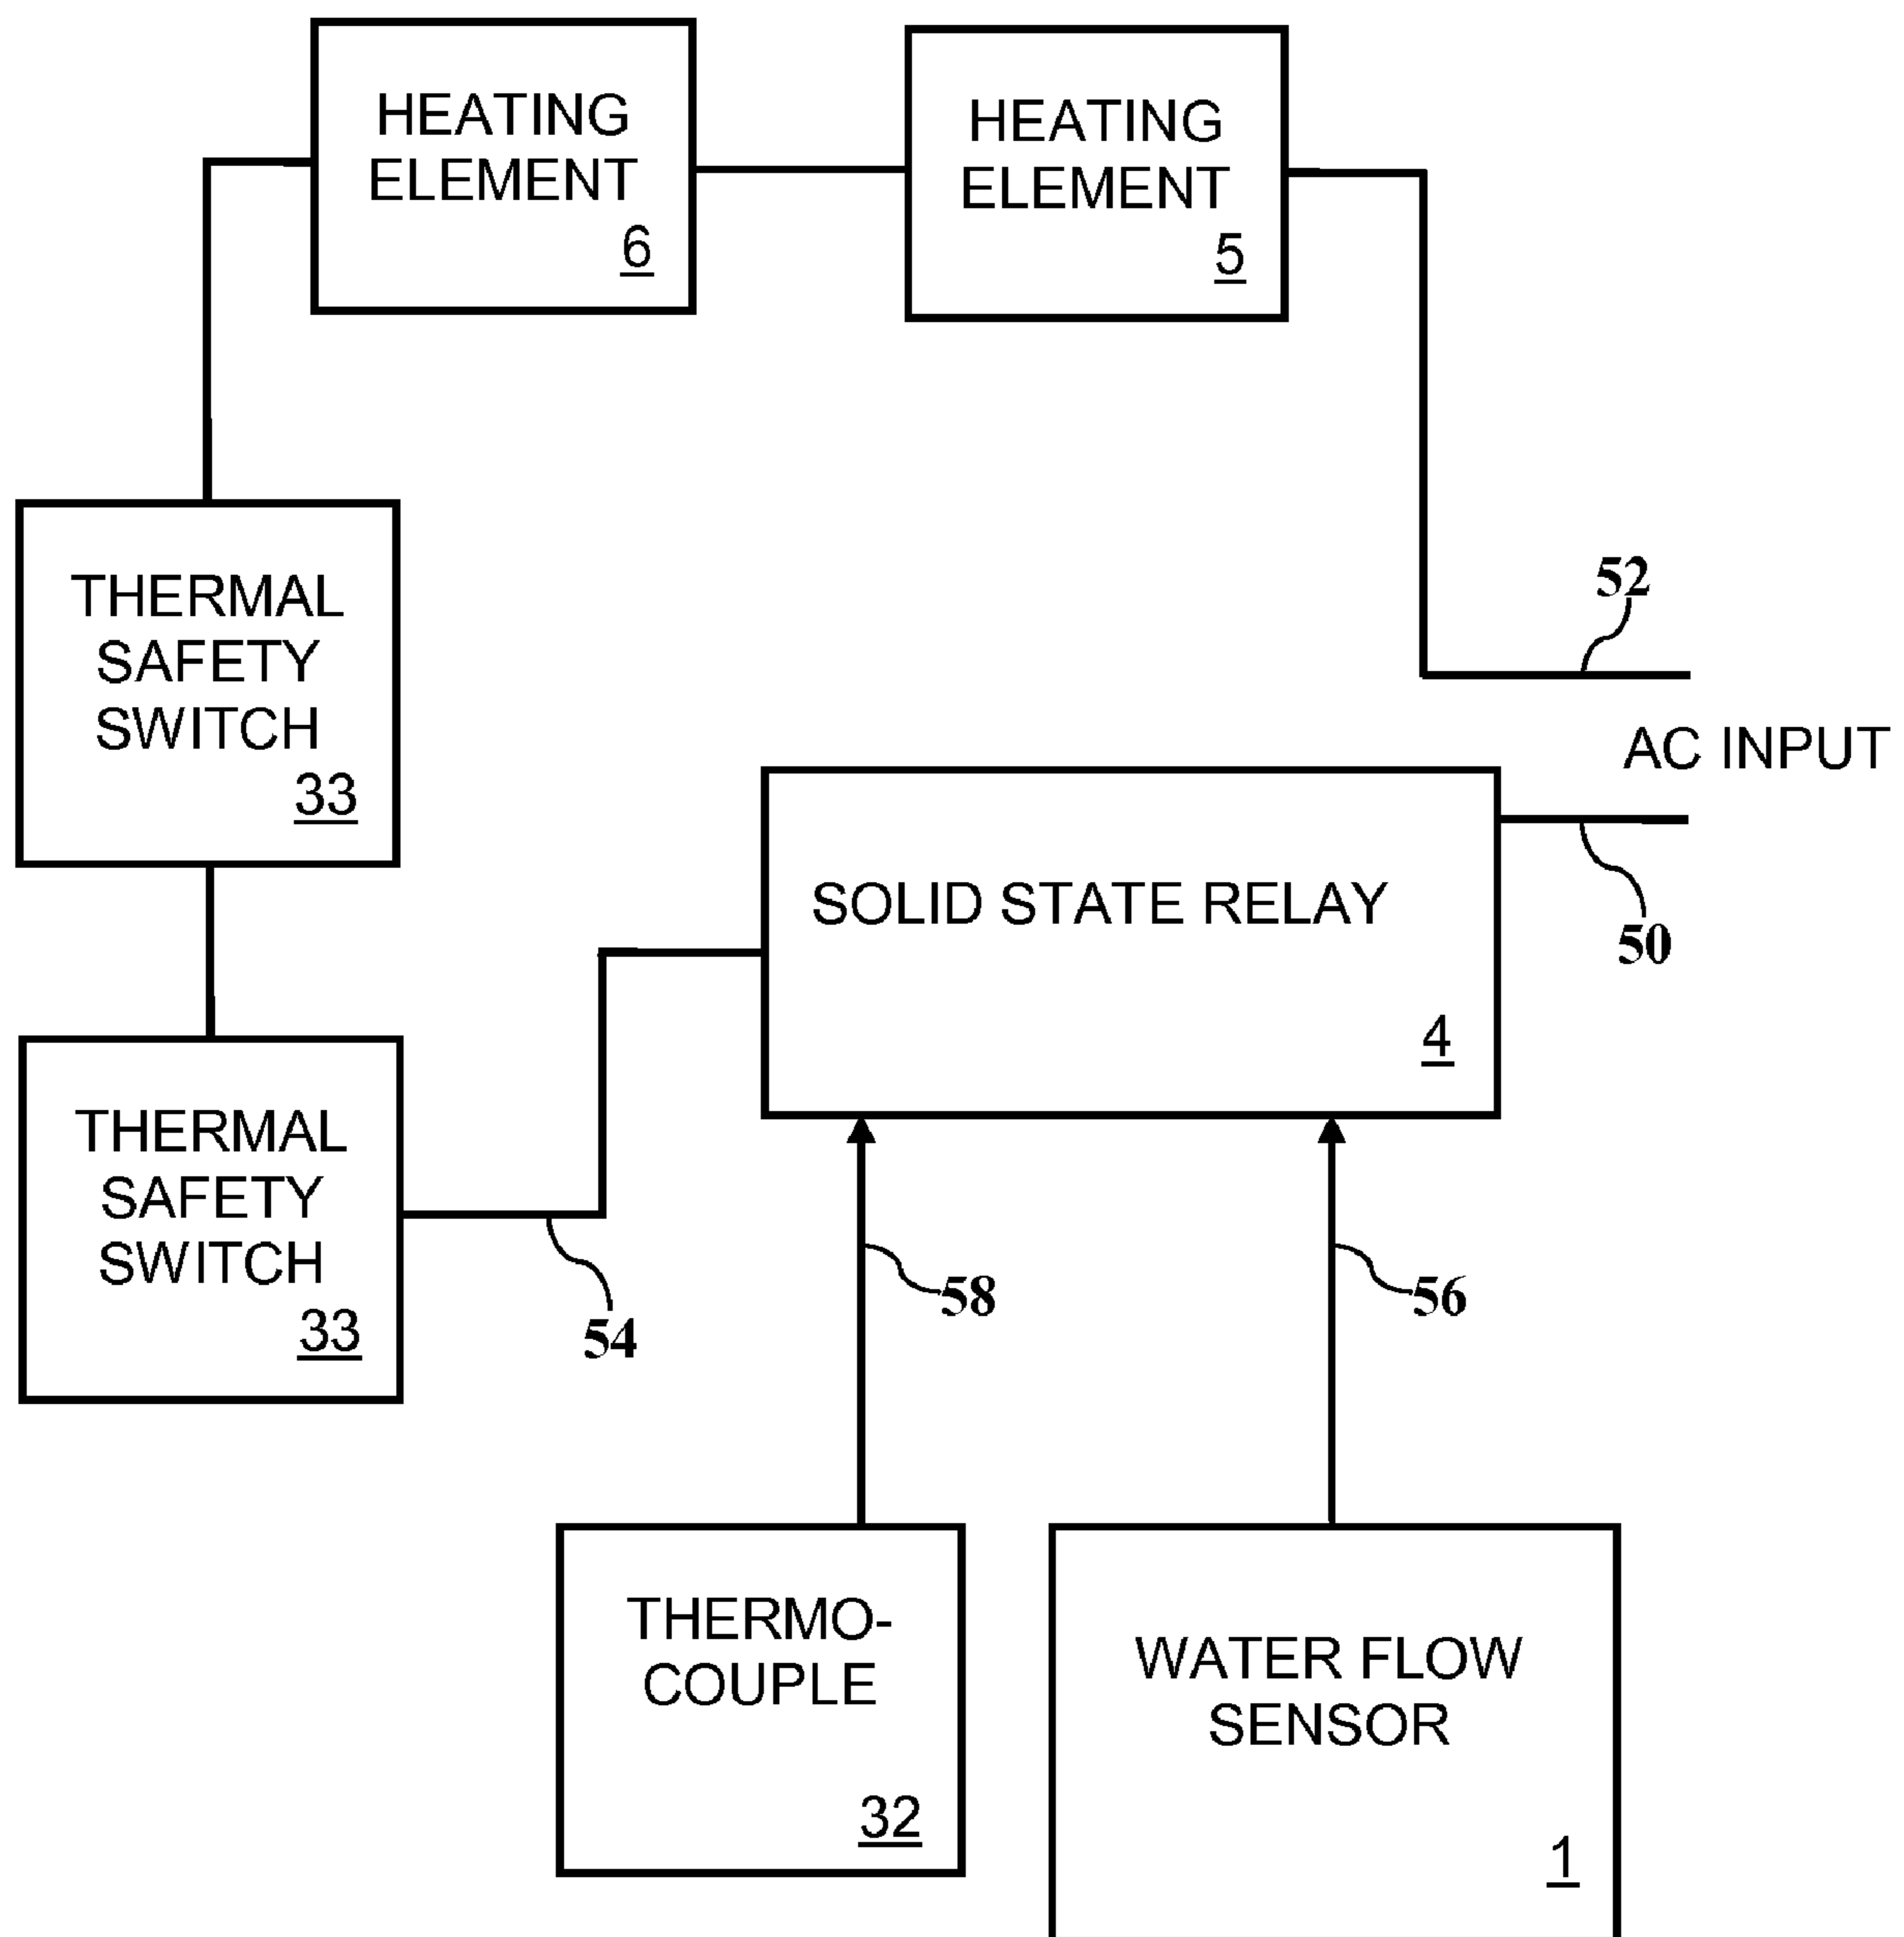 HEATING
ELEMENT
6
HEATING
ELEMENT
5
THERMAL
SAFETY
SWITCH
33
52
AC INPUT
50
SOLID STATE RELAY
4
THERMAL
SAFETY
SWITCH
33
54
58
56
THERMO-
COUPLE
32
WATER FLOW
SENSOR
1